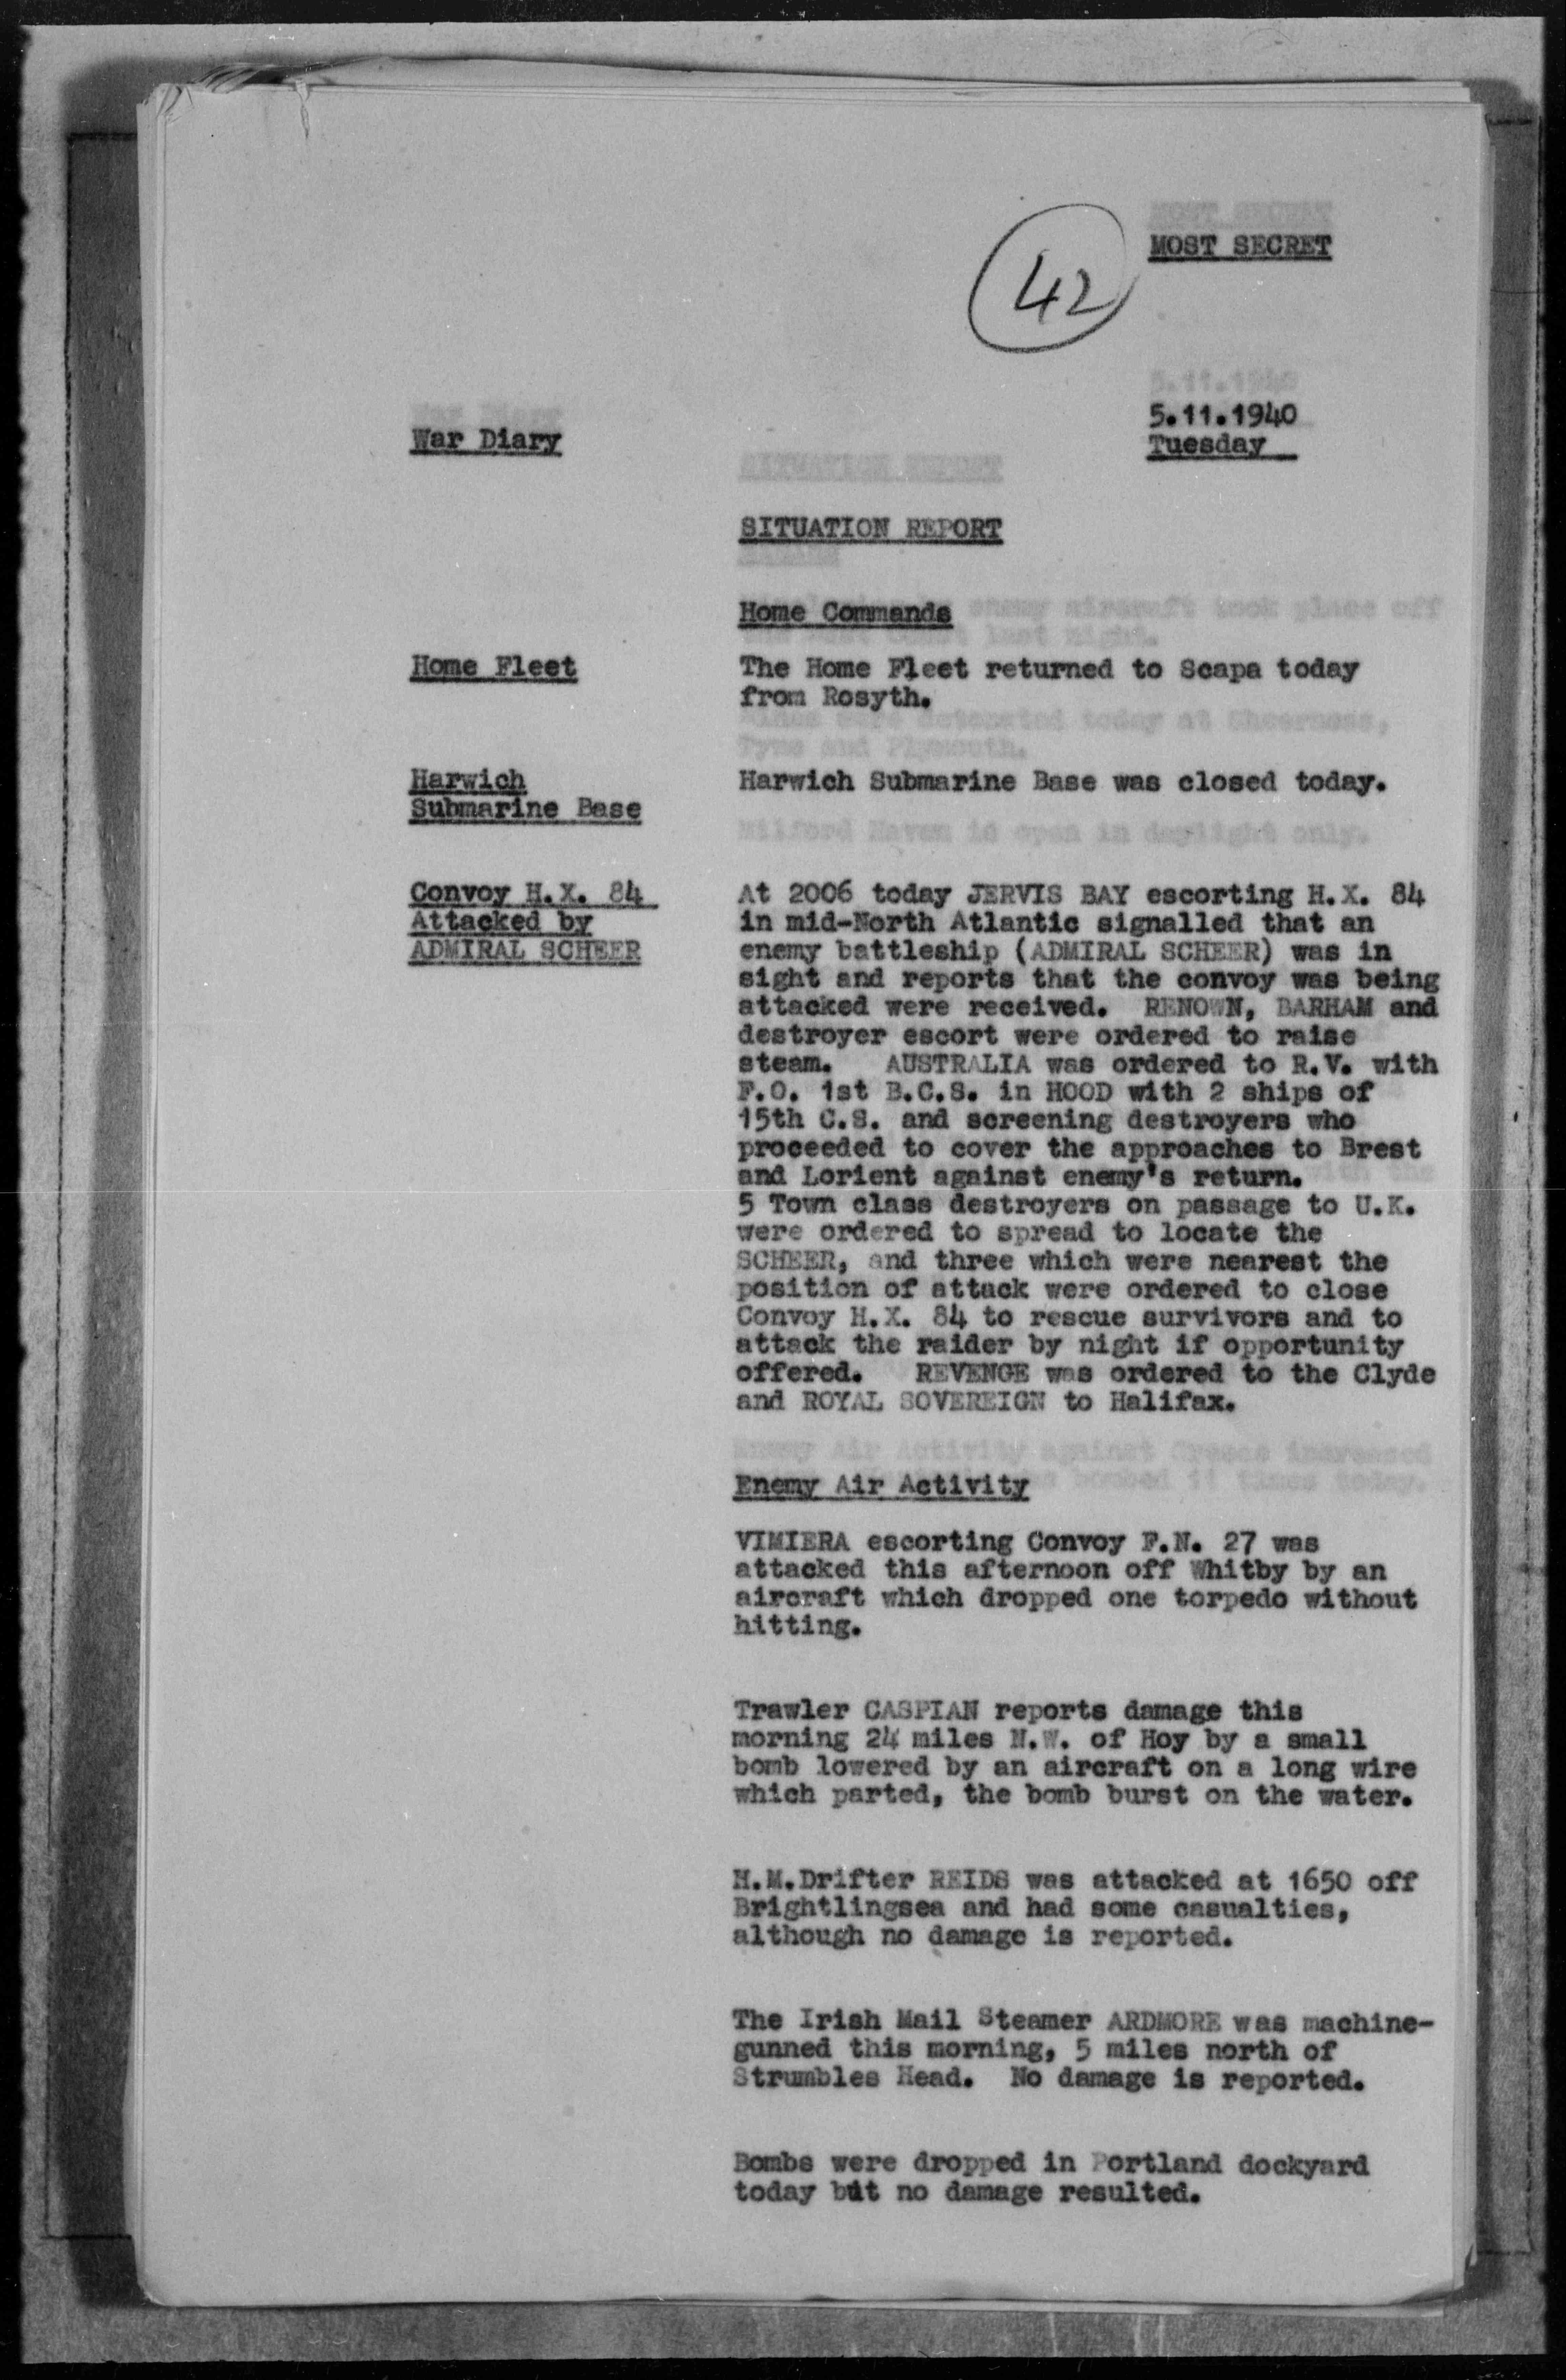 MOST SECRET
42
5.11.1940
War Diary
Tuesday
SITUATION REPORT
Home Commands
Home Fleet
The Home Fleet returned to Scapa today
from Rosyth.
Harwich
Submarine Base
Harwich Submarine Base was closed today.
Convoy H.X. 84
Attacked by
ADMIRAL SCHEER
At 2006 today JERVIS BAY escorting H.X. 84
in mid-North Atlantic signalled that an
enemy battleship (ADMIRAL SCHEER) was in
sight and reports that the convoy was being
attacked were received. RENOWN, BARHAM and
destroyer escort were ordered to raise
steam. AUSTRALIA was ordered to R.V. with
F.O. 1st B.C.S. in HOOD with 2 ships of
15th C.S. and screening destroyers who
proceeded to cover the approaches to Brest
and Lorient against enemy's return.
5 Town class destroyers on passage to U.K.
were ordered to spread to locate the
SCHEER, and three which were nearest the
position of attack were ordered to close
Convoy H.X. 84 to rescue survivors and to
attack the raider by night if opportunity
offered. REVENGE was ordered to the Clyde
and ROYAL SOVEREIGN to Halifax.
Enemy Air Activity
VIMIERA escorting Convoy F.N. 27 was
attacked this afternoon off Whitby by an
aircraft which dropped one torpedo without
hitting.
Trawler CASPIAN reports damage this
morning 24 miles N.W. of Hoy by a small
bomb lowered by an aircraft on a long wire
which parted, the bomb burst on the water.
H.M.Drifter REIDS was attacked at 1650 off
Brightlingsea and had some casualties,
although no damage is reported.
The Irish Mail Steamer ARDMORE was machine-
gunned this morning, 5 miles north of
Strumbles Head. No damage is reported.
Bombs were dropped in Portland dockyard
today but no damage resulted.